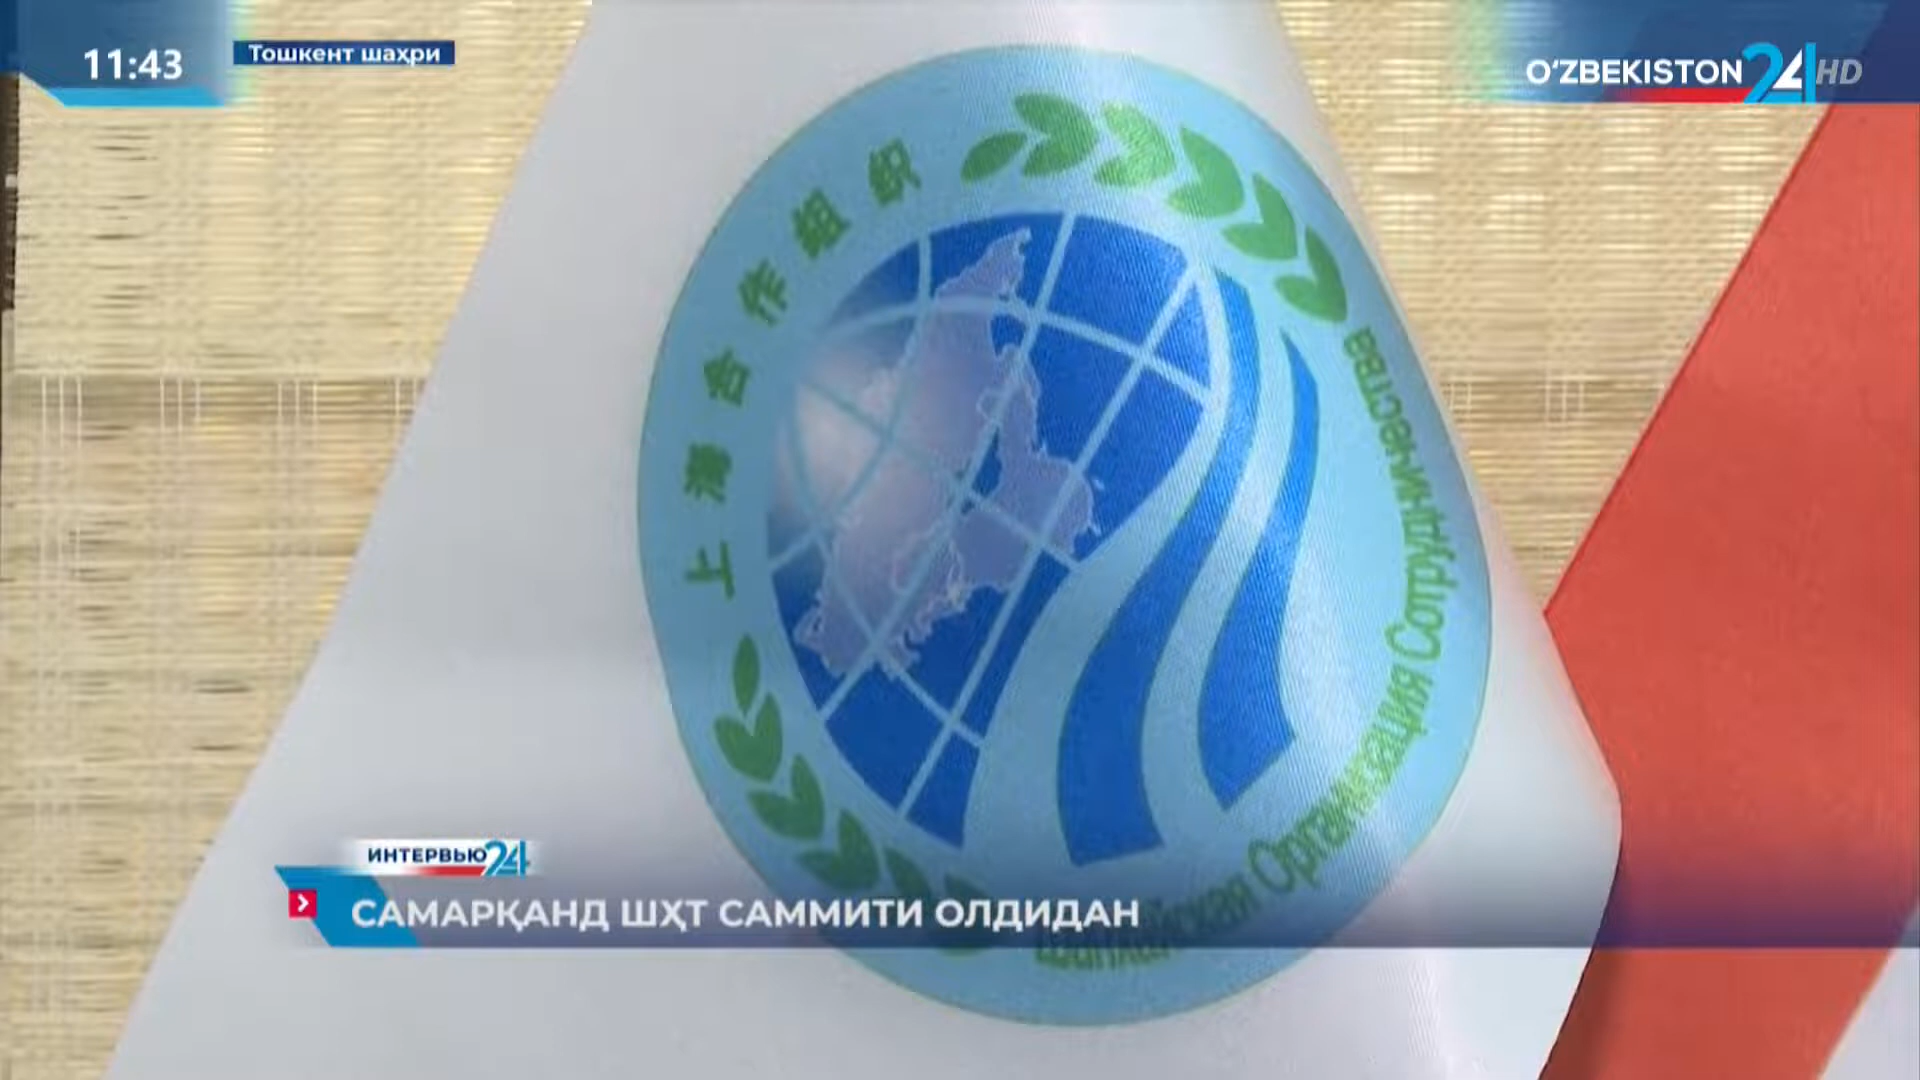 11:43
Тошкент шаҳри
O‘ZBEKISTON 24 HD
上海合作组织
Шанхайская Организация Сотрудничества
ИНТЕРВЬЮ 24
САМАРҚАНД ШҲТ САММИТИ ОЛДИДАН